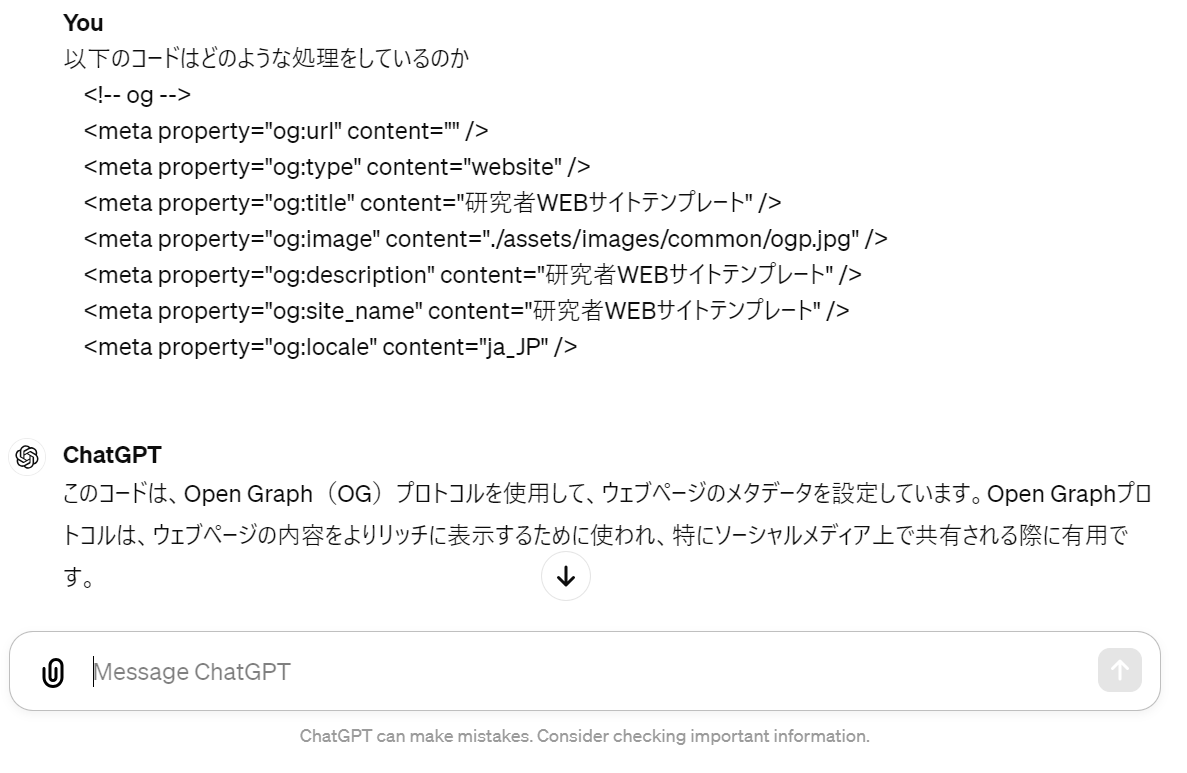 You
以下のコードはどのような処理をしているのか
<!-- og -->
<meta property="og:url" content="" />
<meta property="og:type" content="website" />
<meta property="og:title" content="研究者WEBサイトテンプレート" />
<meta property="og:image" content="./assets/images/common/ogp.jpg" />
<meta property="og:description" content="研究者WEBサイトテンプレート" />
<meta property="og:site_name" content="研究者WEBサイトテンプレート" />
<meta property="og:locale" content="ja_JP" />
ChatGPT
このコードは、Open Graph（OG）プロトコルを使用して、ウェブページのメタデータを設定しています。Open Graphプロ
トコルは、ウェブページの内容をよりリッチに表示するために使われ、特にソーシャルメディア上で共有される際に有用で
す。
Message ChatGPT
ChatGPT can make mistakes. Consider checking important information.